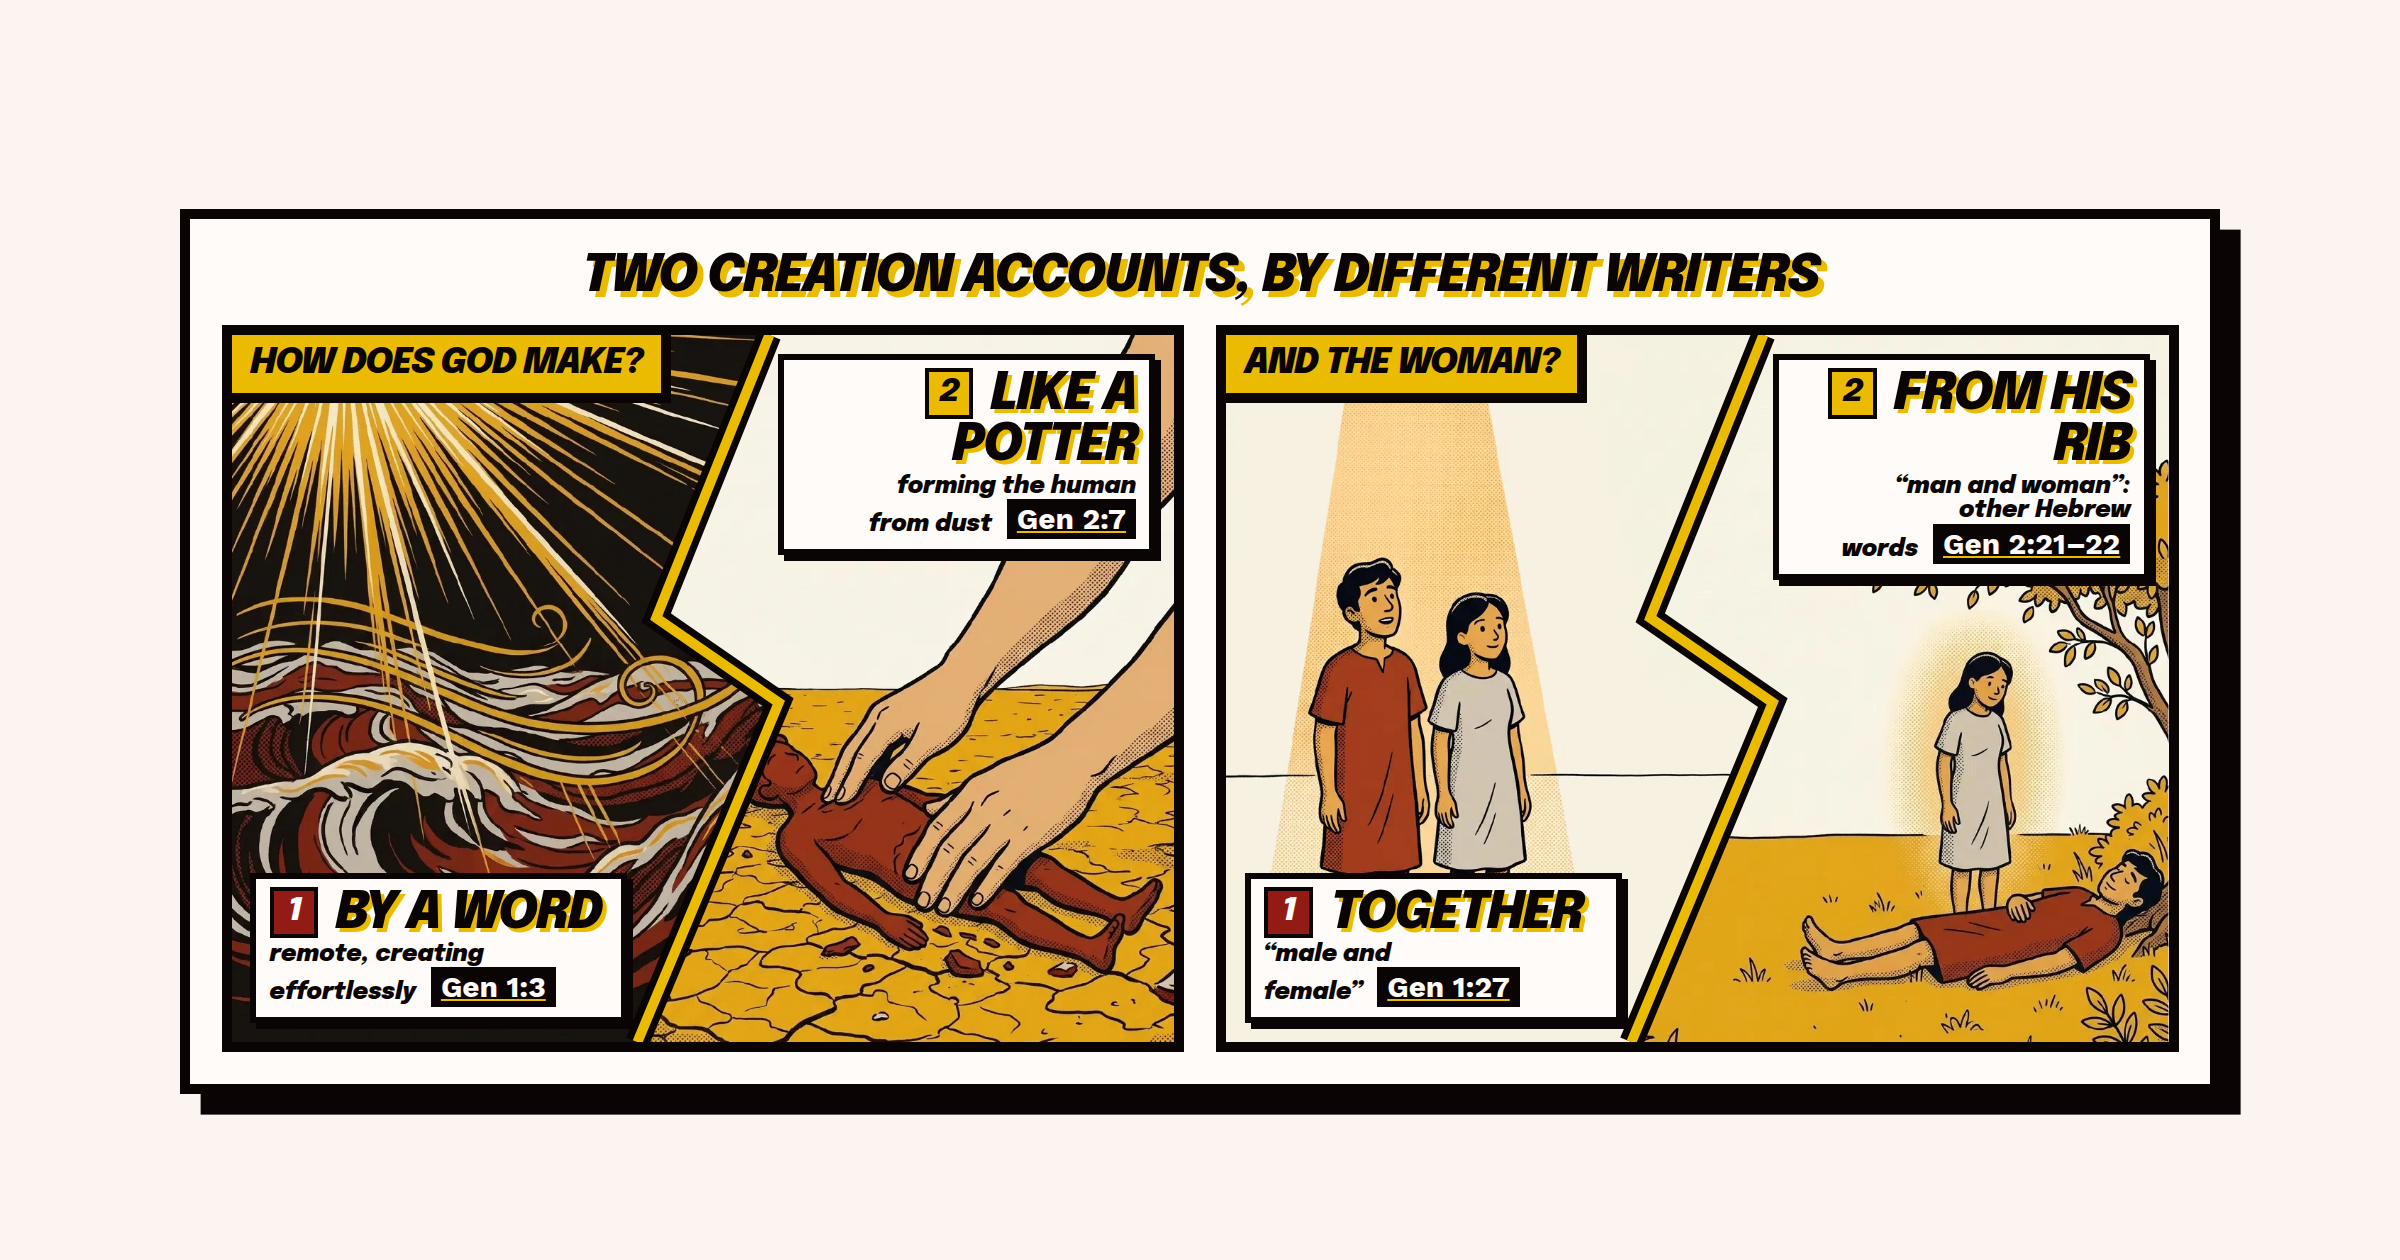 TWO CREATION ACCOUNTS, BY DIFFERENT WRITERS
HOW DOES GOD MAKE?
2 LIKE A
POTTER
forming the human
from dust Gen 2:7
1 BY A WORD
remote, creating
effortlessly Gen 1:3
AND THE WOMAN?
2 FROM HIS
RIB
“man and woman”:
other Hebrew
words Gen 2:21–22
1 TOGETHER
“male and
female” Gen 1:27